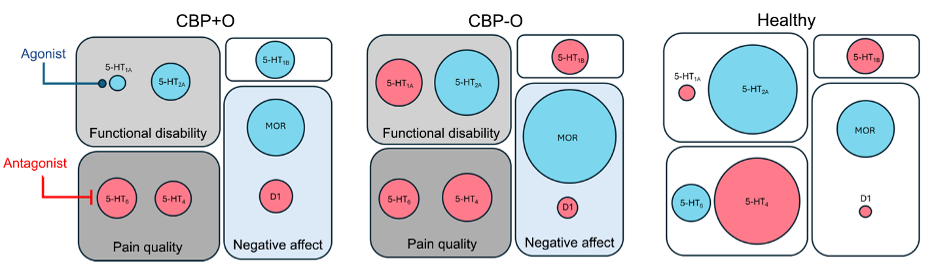 CBP+O
CBP-O
Healthy
Agonist
Antagonist
5-HT1A
5-HT2A
Functional disability
5-HT1B
MOR
D1
Negative affect
5-HT6
5-HT4
Pain quality
5-HT1A
5-HT2A
Functional disability
5-HT1B
MOR
D1
Negative affect
5-HT6
5-HT4
Pain quality
5-HT1A
5-HT2A
5-HT1B
MOR
D1
5-HT6
5-HT4